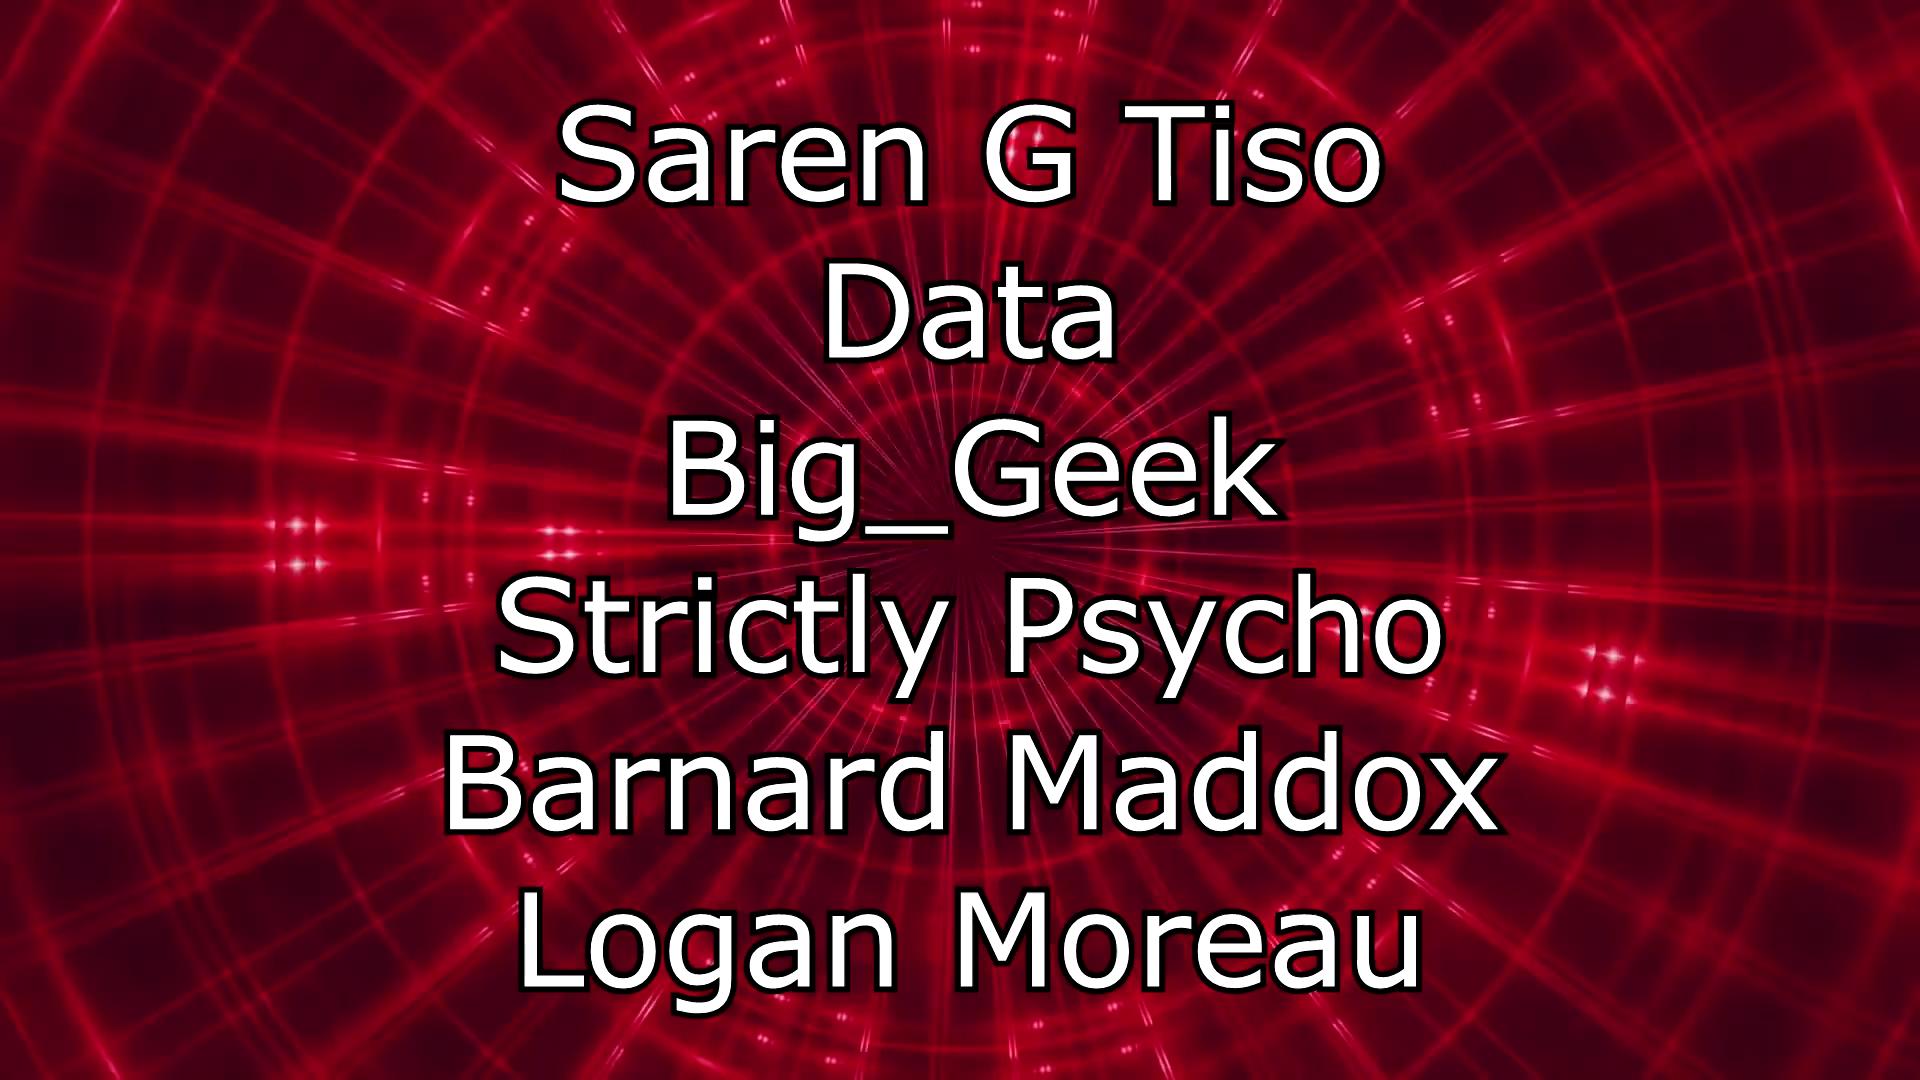 Saren G Tiso
Data
Big_Geek
Strictly Psycho
Barnard Maddox
Logan Moreau